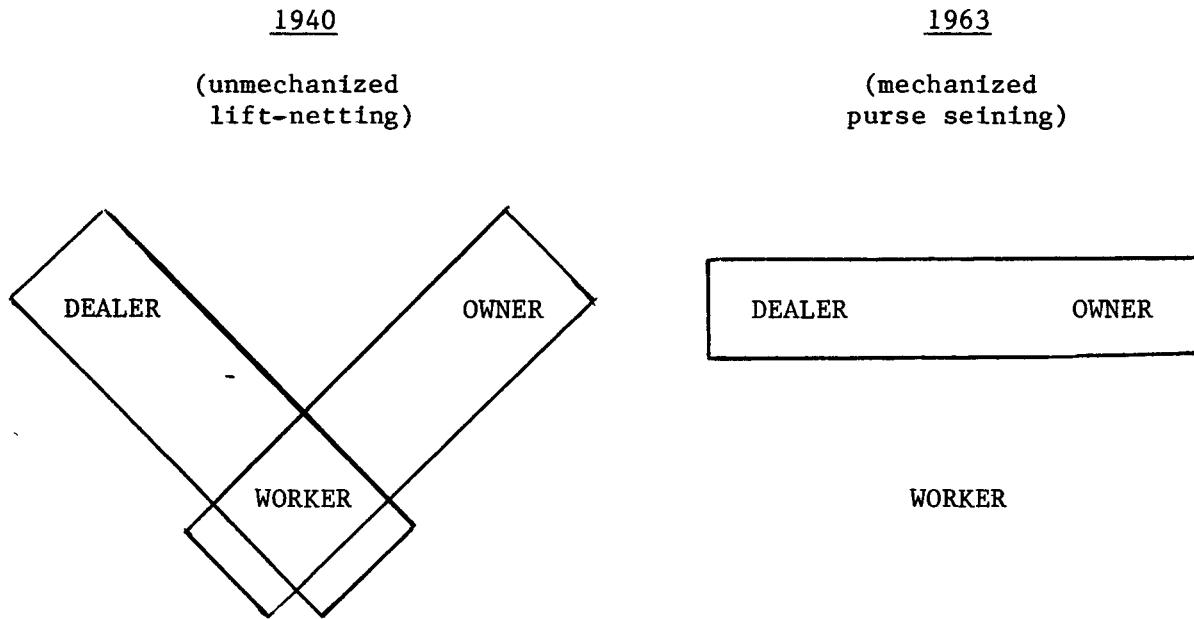 1940
(unmechanized
lift-netting)
DEALER
OWNER
WORKER
1963
(mechanized
purse seining)
DEALER
OWNER
WORKER